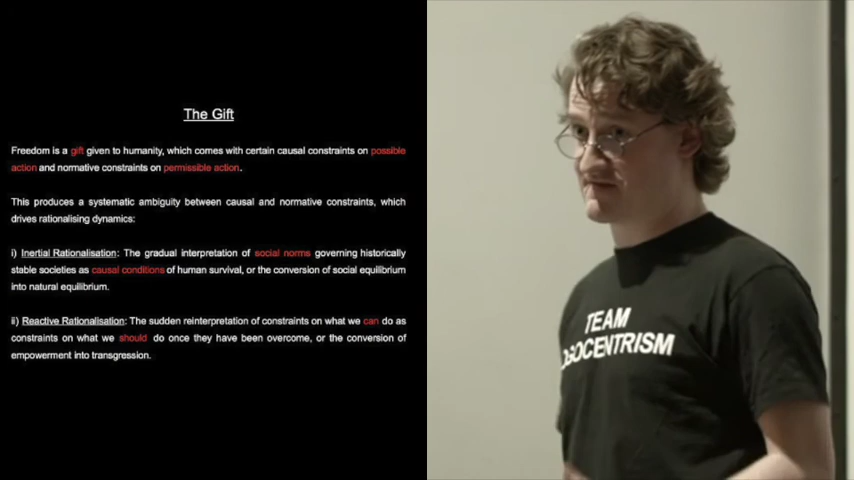 The Gift
Freedom is a gift given to humanity, which comes with certain causal constraints on possible
action and normative constraints on permissible action.
This produces a systematic ambiguity between causal and normative constraints, which
drives rationalising dynamics:
i) Inertial Rationalisation: The gradual interpretation of social norms governing historically
stable societies as causal conditions of human survival, or the conversion of social equilibrium
into natural equilibrium.
ii) Reactive Rationalisation: The sudden reinterpretation of constraints on what we can do as
constraints on what we should do once they have been overcome, or the conversion of
empowerment into transgression.
TEAM
OGOCENTRISM